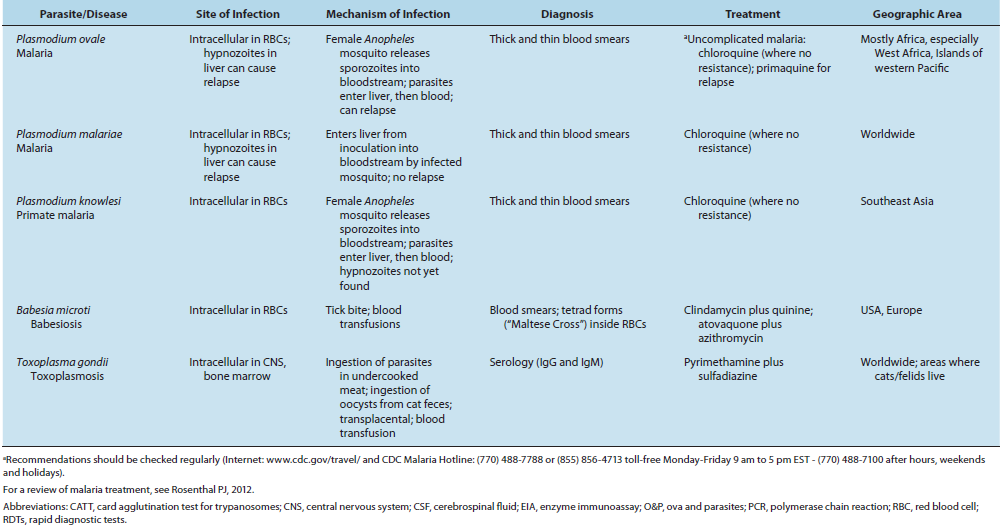 Parasite/Disease Site of Infection Mechanism of Infection Diagnosis Treatment Geographic Area
Plasmodium ovale
Malaria
Intracellular in RBCs;
hypnozoites in
liver can cause
relapse
Female Anopheles
mosquito releases
sporozoites into
bloodstream; parasites
enter liver, then blood;
can relapse
Thick and thin blood smears
aUncomplicated malaria:
chloroquine (where no
resistance); primaquine for
relapse
Mostly Africa, especially
West Africa, Islands of
western Pacific
Plasmodium malariae
Malaria
Intracellular in RBCs;
hypnozoites in
liver can cause
relapse
Enters liver from
inoculation into
bloodstream by infected
mosquito; no relapse
Thick and thin blood smears
Chloroquine (where no
resistance)
Worldwide
Plasmodium knowlesi
Primate malaria
Intracellular in RBCs
Female Anopheles
mosquito releases
sporozoites into
bloodstream; parasites
enter liver, then blood;
hypnozoites not yet
found
Thick and thin blood smears
Chloroquine (where no
resistance)
Southeast Asia
Babesia microti
Babesiosis
Intracellular in RBCs
Tick bite; blood
transfusions
Blood smears; tetrad forms
("Maltese Cross") inside RBCs
Clindamycin plus quinine;
atovaquone plus
azithromycin
USA, Europe
Toxoplasma gondii
Toxoplasmosis
Intracellular in CNS,
bone marrow
Ingestion of parasites
in undercooked
meat; ingestion of
oocysts from cat feces;
transplacental; blood
transfusion
Serology (IgG and IgM)
Pyrimethamine plus
sulfadiazine
Worldwide; areas where
cats/felids live
aRecommendations should be checked regularly (Internet: www.cdc.gov/travel/ and CDC Malaria Hotline: (770) 488-7788 or (855) 856-4713 toll-free Monday-Friday 9 am to 5 pm EST - (770) 488-7100 after hours, weekends
and holidays).
For a review of malaria treatment, see Rosenthal PJ, 2012.
Abbreviations: CATT, card agglutination test for trypanosomes; CNS, central nervous system; CSF, cerebrospinal fluid; EIA, enzyme immunoassay; O&P, ova and parasites; PCR, polymerase chain reaction; RBC, red blood cell;
RDTs, rapid diagnostic tests.